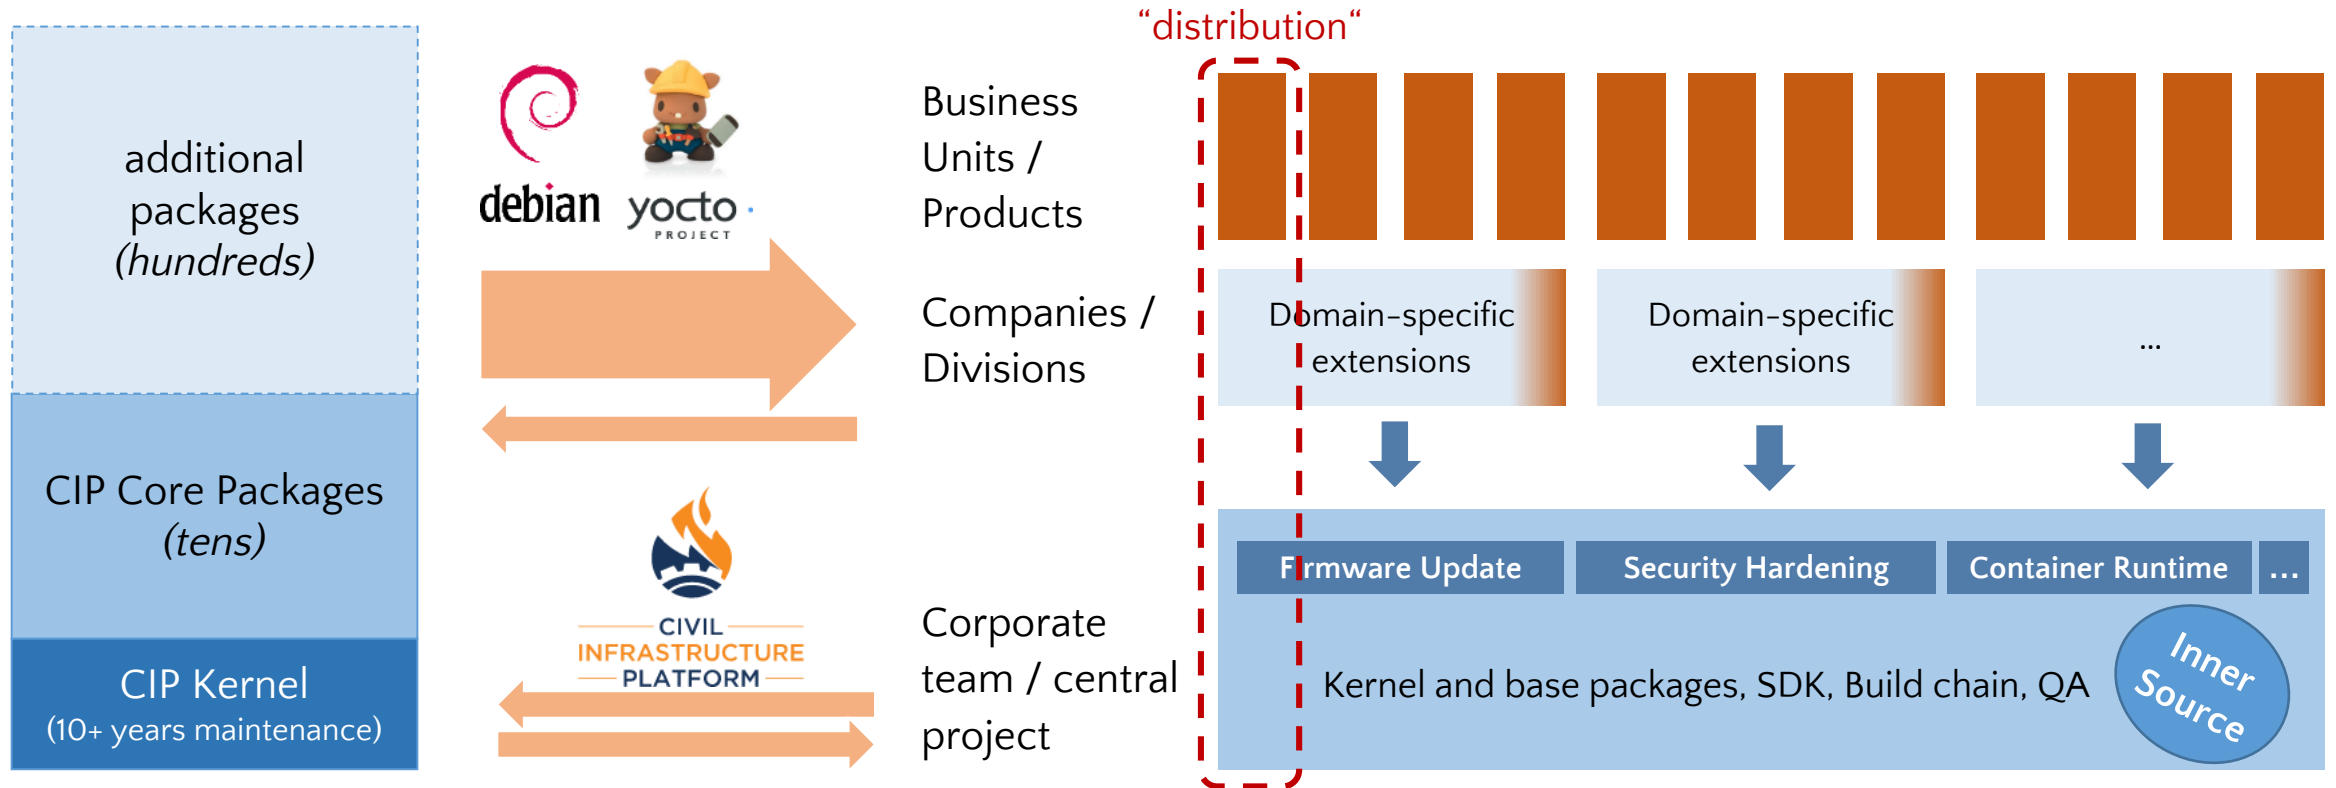 “distribution“
additional
packages
(hundreds)
CIP Core Packages
(tens)
CIP Kernel
(10+ years maintenance)
debian
yocto
PROJECT
CIVIL
INFRASTRUCTURE
PLATFORM
Business
Units /
Products
Companies /
Divisions
Corporate
team / central
project
Domain-specific
extensions
Domain-specific
extensions
...
Firmware Update
Security Hardening
Container Runtime
...
Kernel and base packages, SDK, Build chain, QA
Inner
Source